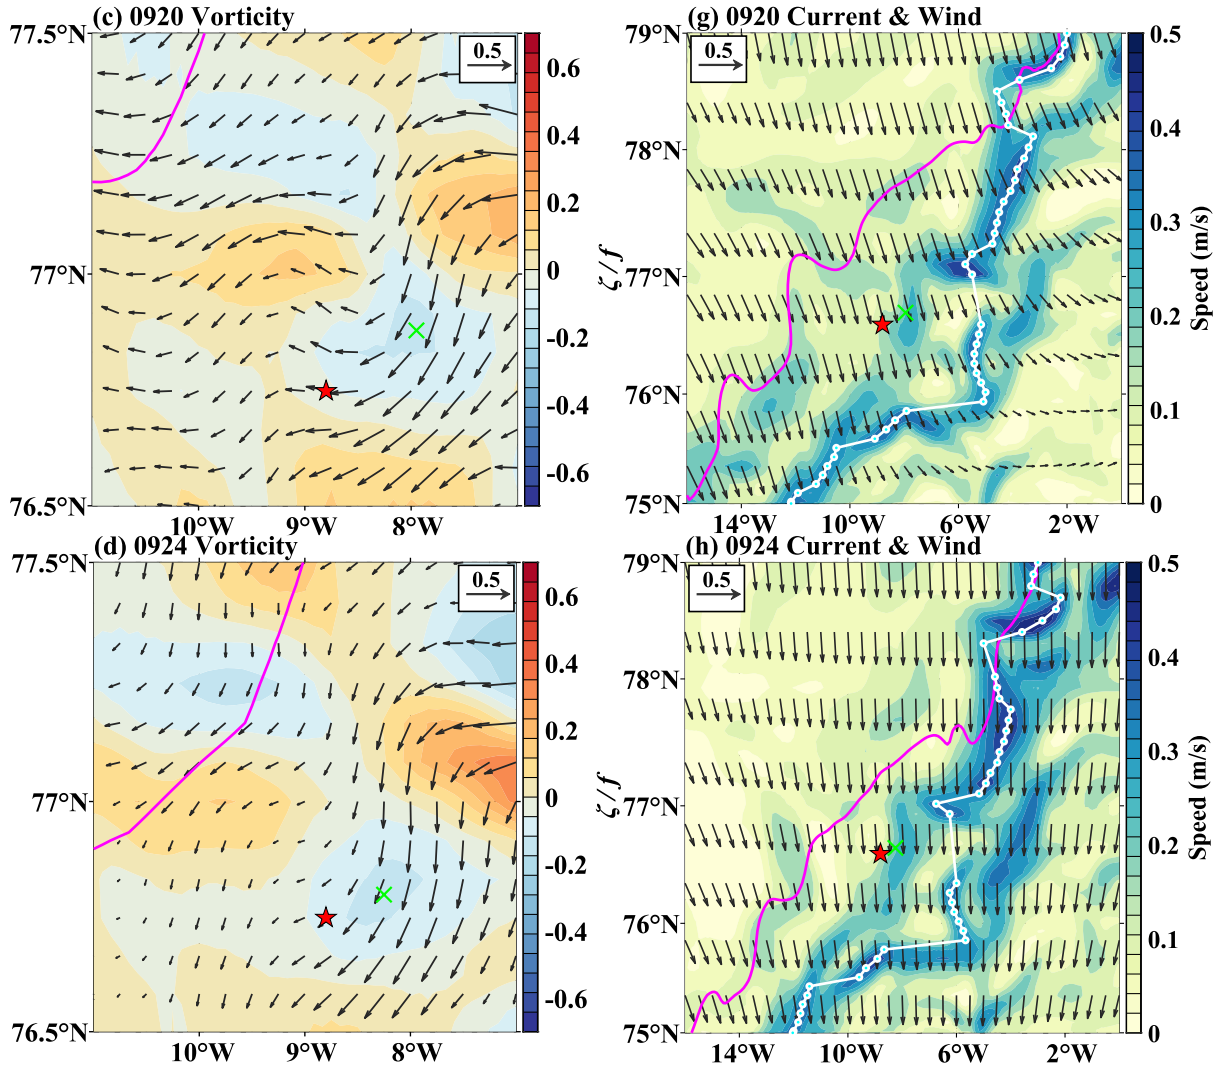 (c) 0920 Vorticity
77.5°N
77°N
76.5°N
10°W 9°W 8°W
0.5
0.6
0.4
0.2
0
-0.2
-0.4
-0.6
ζ/f
(g) 0920 Current & Wind
79°N
78°N
77°N
76°N
75°N
14°W 10°W 6°W 2°W
0.5
0.5
0.4
0.3
0.2
0.1
0
Speed (m/s)
(d) 0924 Vorticity
77.5°N
77°N
76.5°N
10°W 9°W 8°W
0.5
0.6
0.4
0.2
0
-0.2
-0.4
-0.6
ζ/f
(h) 0924 Current & Wind
79°N
78°N
77°N
76°N
75°N
14°W 10°W 6°W 2°W
0.5
0.5
0.4
0.3
0.2
0.1
0
Speed (m/s)